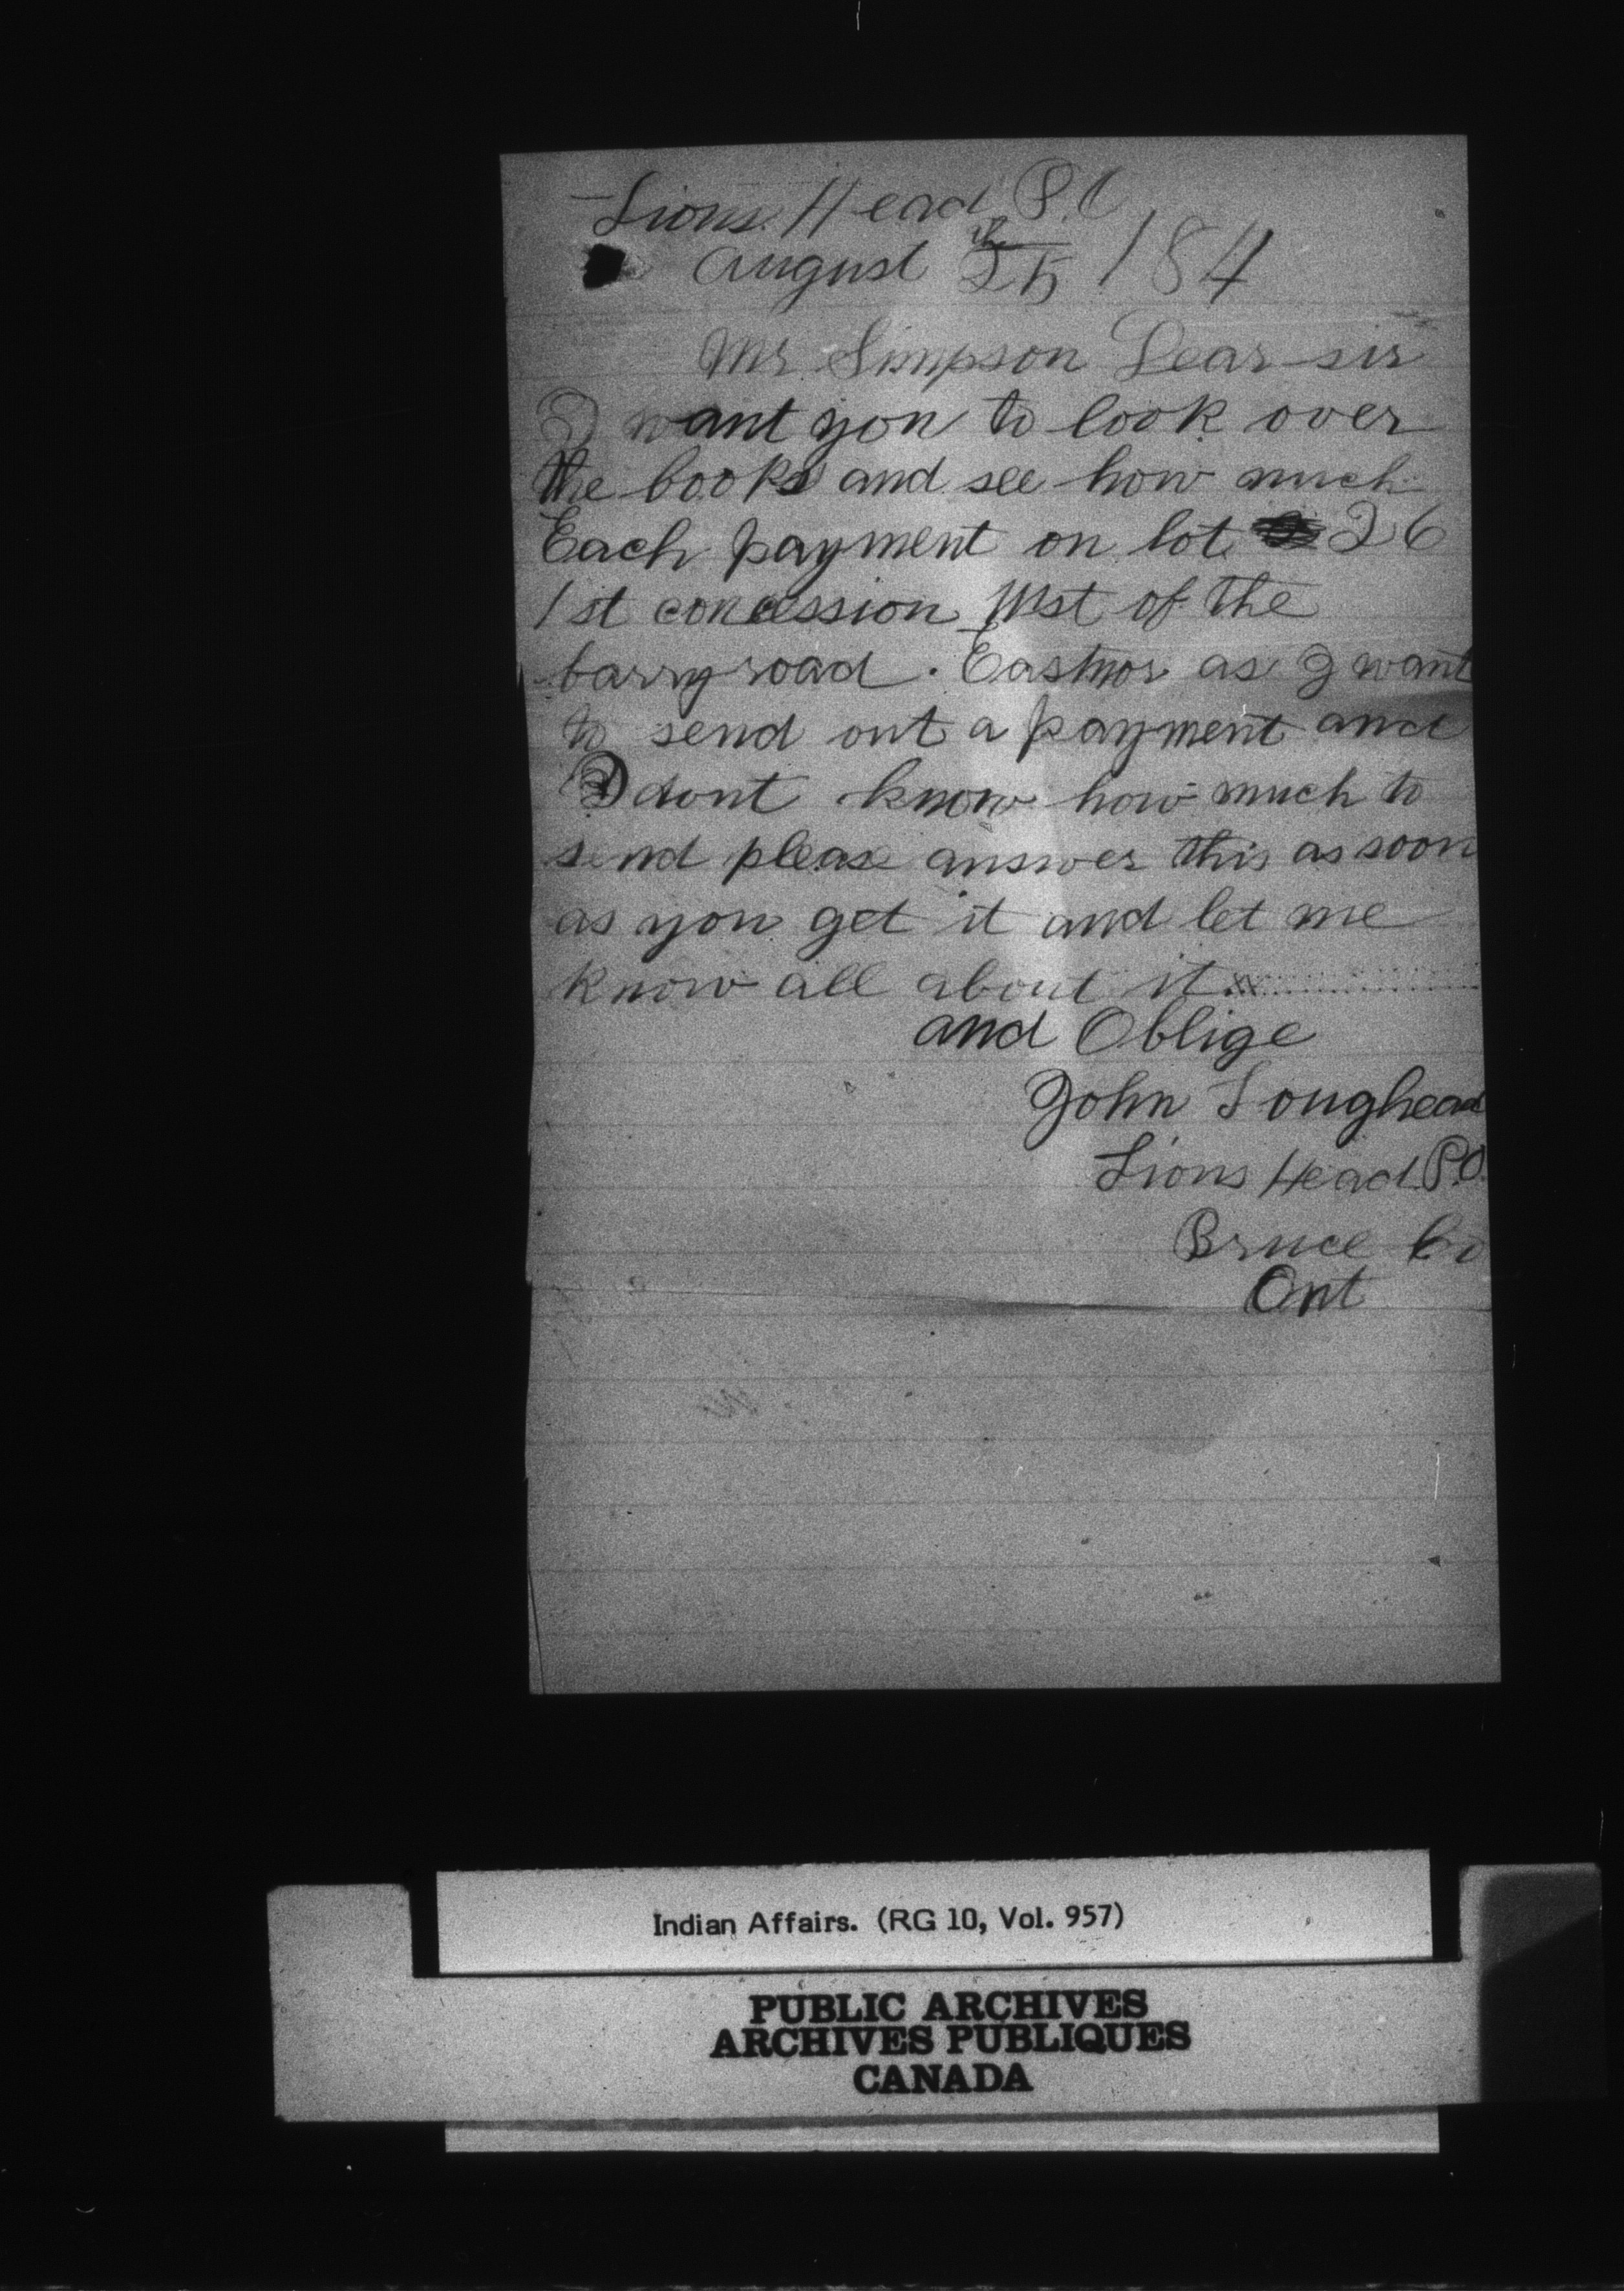 Lions Head P.O
August 25th 184
Mr. Simpson Dear sir
I want you to look over
the books and see how much
Each payment on lot 26
1st concession West of the
barry road. Eastnor as I want
to send out a payment and
I dont know how much to
send please answer this as soon
as you get it and let me
know all about it
and Oblige
John Loughead
Lions Head P.O.
Bruce Co
Ont
Indian Affairs. (RG 10, Vol. 957)
PUBLIC ARCHIVES
ARCHIVES PUBLIQUES
CANADA